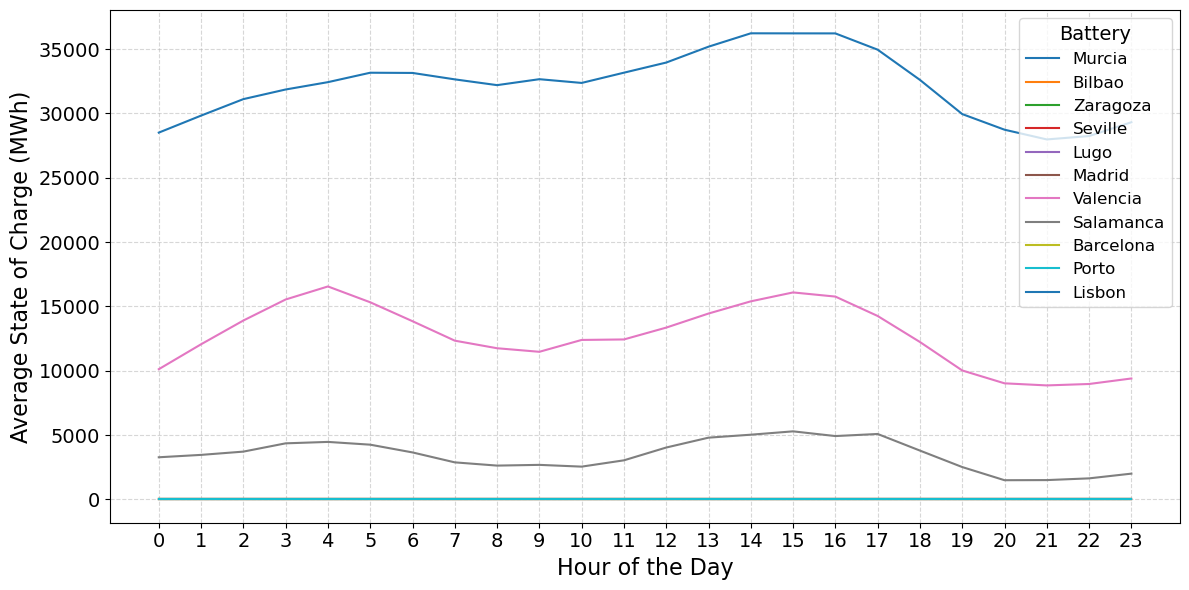 Average State of Charge (MWh)
35000
30000
25000
20000
15000
10000
5000
0
0 1 2 3 4 5 6 7 8 9 10 11 12 13 14 15 16 17 18 19 20 21 22 23
Hour of the Day
Battery
Murcia
Bilbao
Zaragoza
Seville
Lugo
Madrid
Valencia
Salamanca
Barcelona
Porto
Lisbon